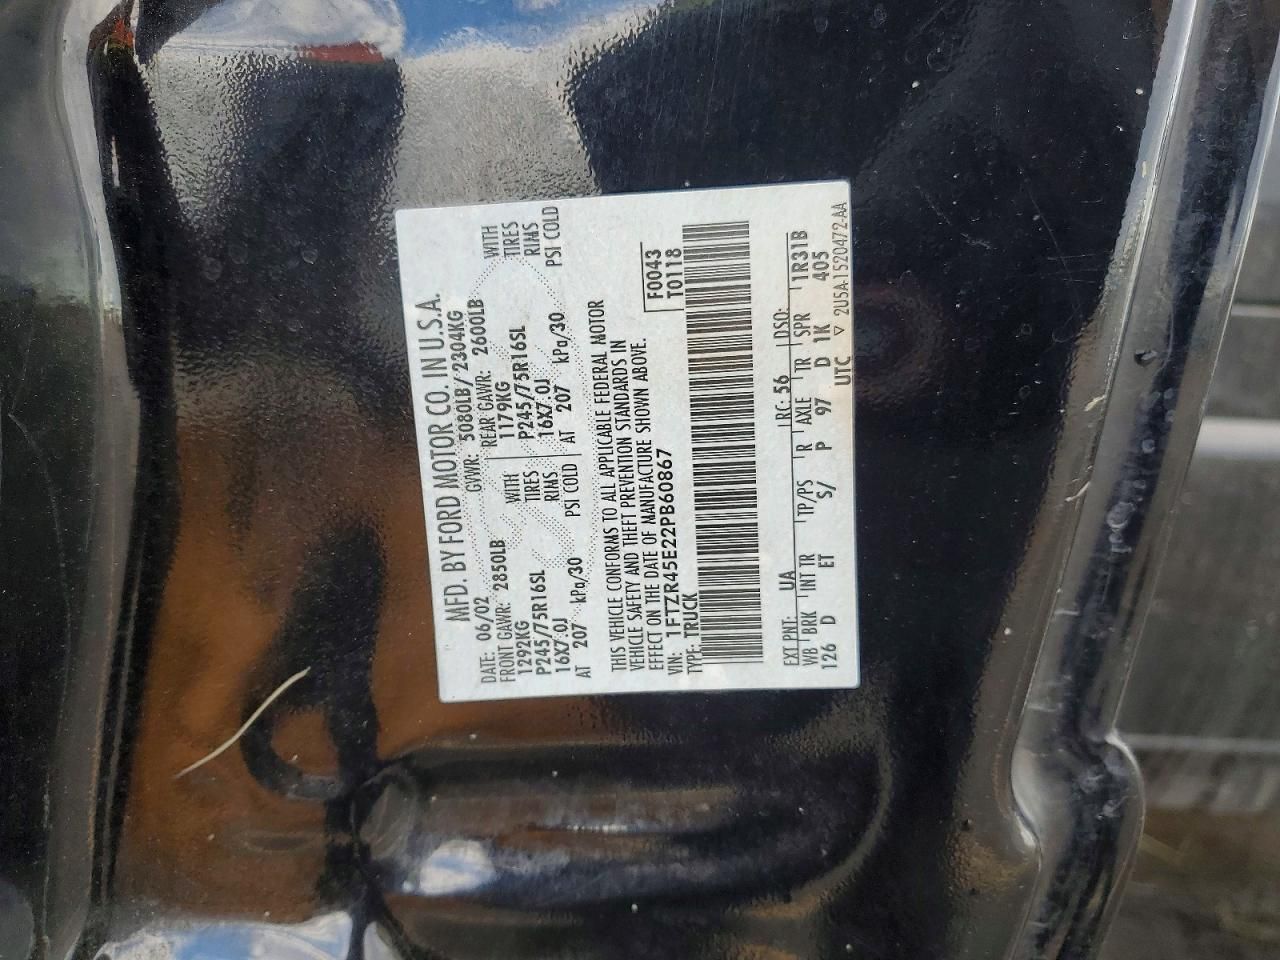 MFD. BY FORD MOTOR CO. IN U.S.A.
DATE: 06/02 GVWR: 5080LB/ 2304KG
FRONT GAWR: 2850LB REAR GAWR: 2600LB
1292KG WITH 1179KG WITH
P245/75R16SL TIRES P245/75R16SL TIRES
16X7.0J RIMS 16X7.0J RIMS
AT 207 kPa/30 PSI COLD AT 207 kPa/30 PSI COLD
THIS VEHICLE CONFORMS TO ALL APPLICABLE FEDERAL MOTOR
VEHICLE SAFETY AND THEFT PREVENTION STANDARDS IN
EFFECT ON THE DATE OF MANUFACTURE SHOWN ABOVE.
VIN: 1FTZR45E22PB60867 F0043
TYPE: TRUCK T0118
EXT PNT: UA RC: 56 DSO:
WB BRK INT TR TP/PS R AXLE TR SPR 1R31B
126 D ET S/ P 97 D 1K 405
UTC ▽ 2U5A-1520472-AA